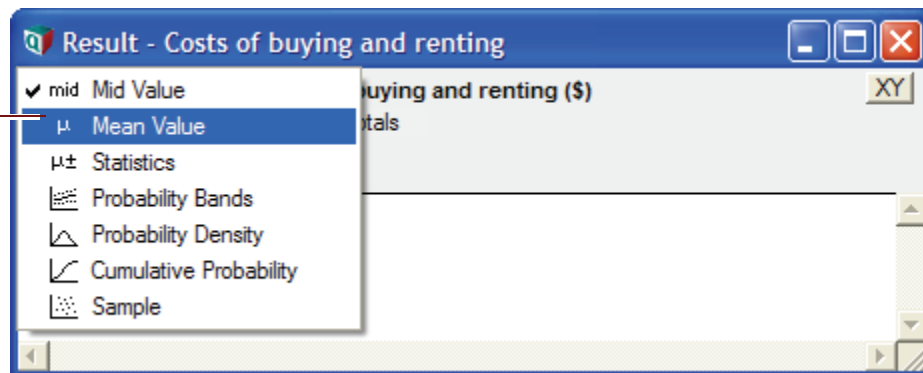 Result - Costs of buying and renting
mid Mid Value
uying and renting ($)
XY
μ Mean Value
otals
μ± Statistics
Probability Bands
Probability Density
Cumulative Probability
Sample